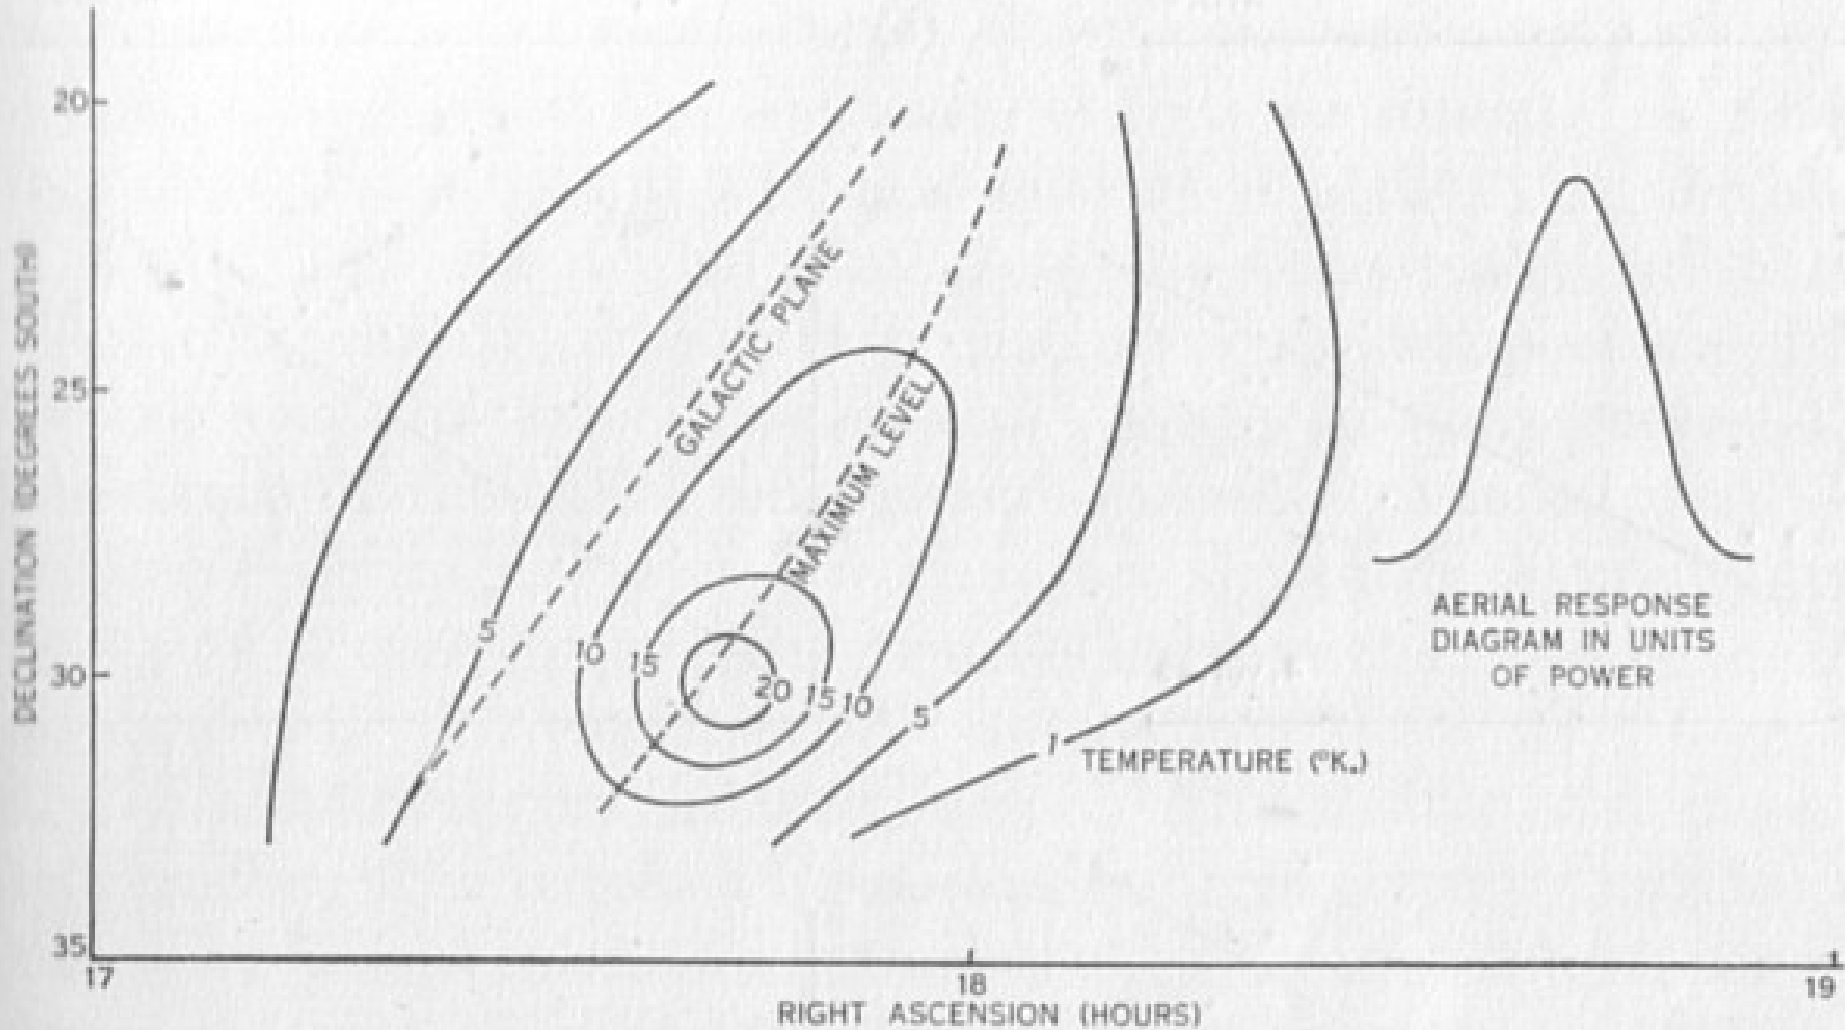 20
25
30
35
DECLINATION (DEGREES SOUTH)
GALACTIC PLANE
MAXIMUM LEVEL
5
10
15
20
15
10
5
1
TEMPERATURE (°K.)
AERIAL RESPONSE
DIAGRAM IN UNITS
OF POWER
17
18
19
RIGHT ASCENSION (HOURS)